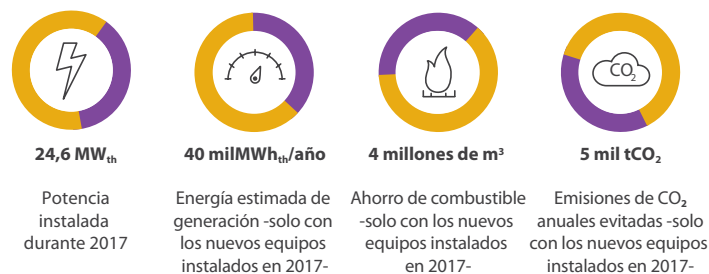 24,6 MWth
Potencia
instalada
durante 2017
40 milMWhth/año
Energía estimada de
generación -solo con
los nuevos equipos
instalados en 2017-
4 millones de m³
Ahorro de combustible
-solo con los nuevos
equipos instalados
en 2017-
CO₂
5 mil tCO₂
Emisiones de CO₂
anuales evitadas -solo
con los nuevos equipos
instalados en 2017-